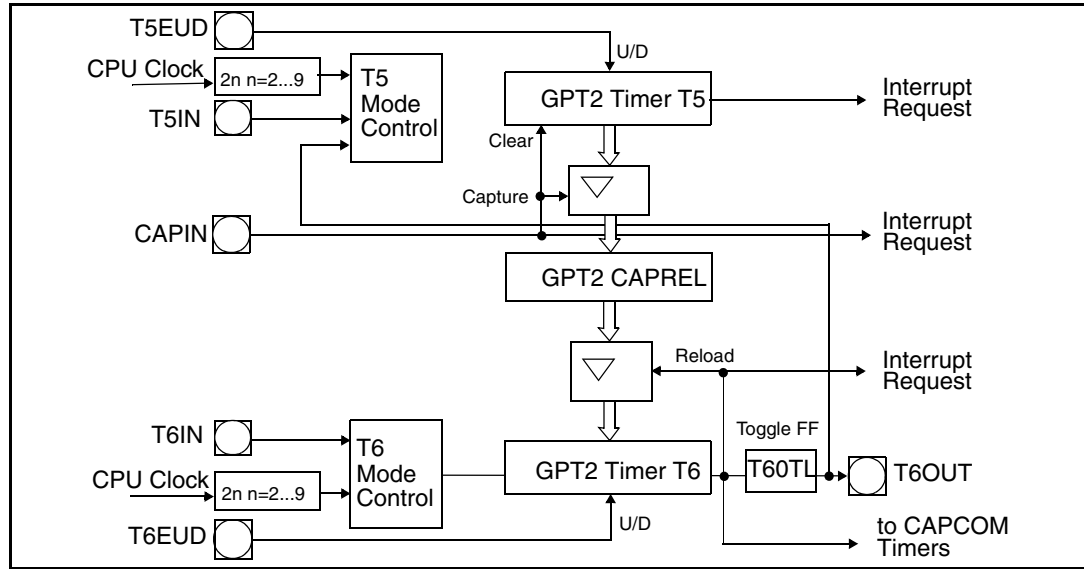 T5EUD
U/D
CPU Clock
2n n=2...9
T5
Mode
Control
GPT2 Timer T5
Interrupt
Request
T5IN
Clear
Capture
CAPIN
Interrupt
Request
GPT2 CAPREL
Reload
Interrupt
Request
T6IN
T6
Mode
Control
Toggle FF
GPT2 Timer T6
T60TL
T6OUT
CPU Clock
2n n=2...9
U/D
T6EUD
to CAPCOM
Timers